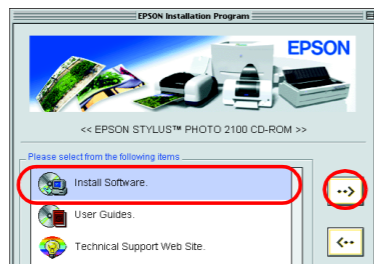 EPSON Installation Program
EPSON
<< EPSON STYLUS™ PHOTO 2100 CD-ROM >>
Please select from the following items
Install Software.
-->
User Guides.
Technical Support Web Site.
<--